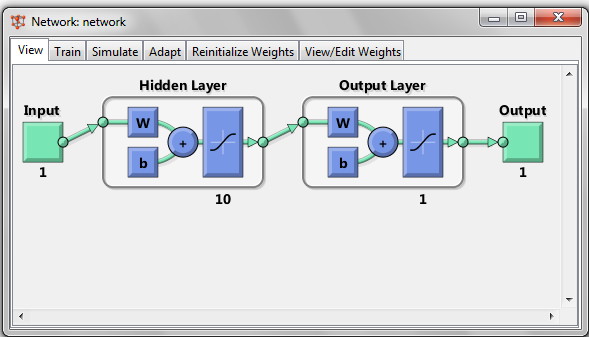 Network: network
View Train Simulate Adapt Reinitialize Weights View/Edit Weights
Hidden Layer Output Layer
Input Output
W W
+ +
b b
1 1
10 1